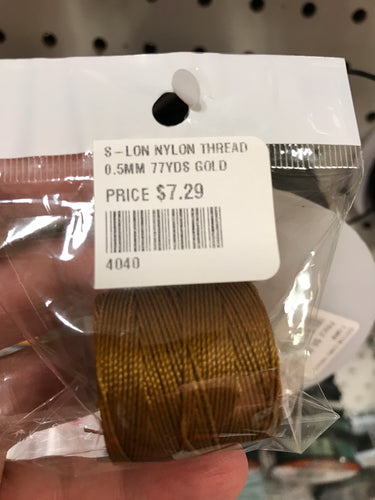 S-LON NYLON THREAD
0.5MM 77YDS GOLD
PRICE $7.29
4040